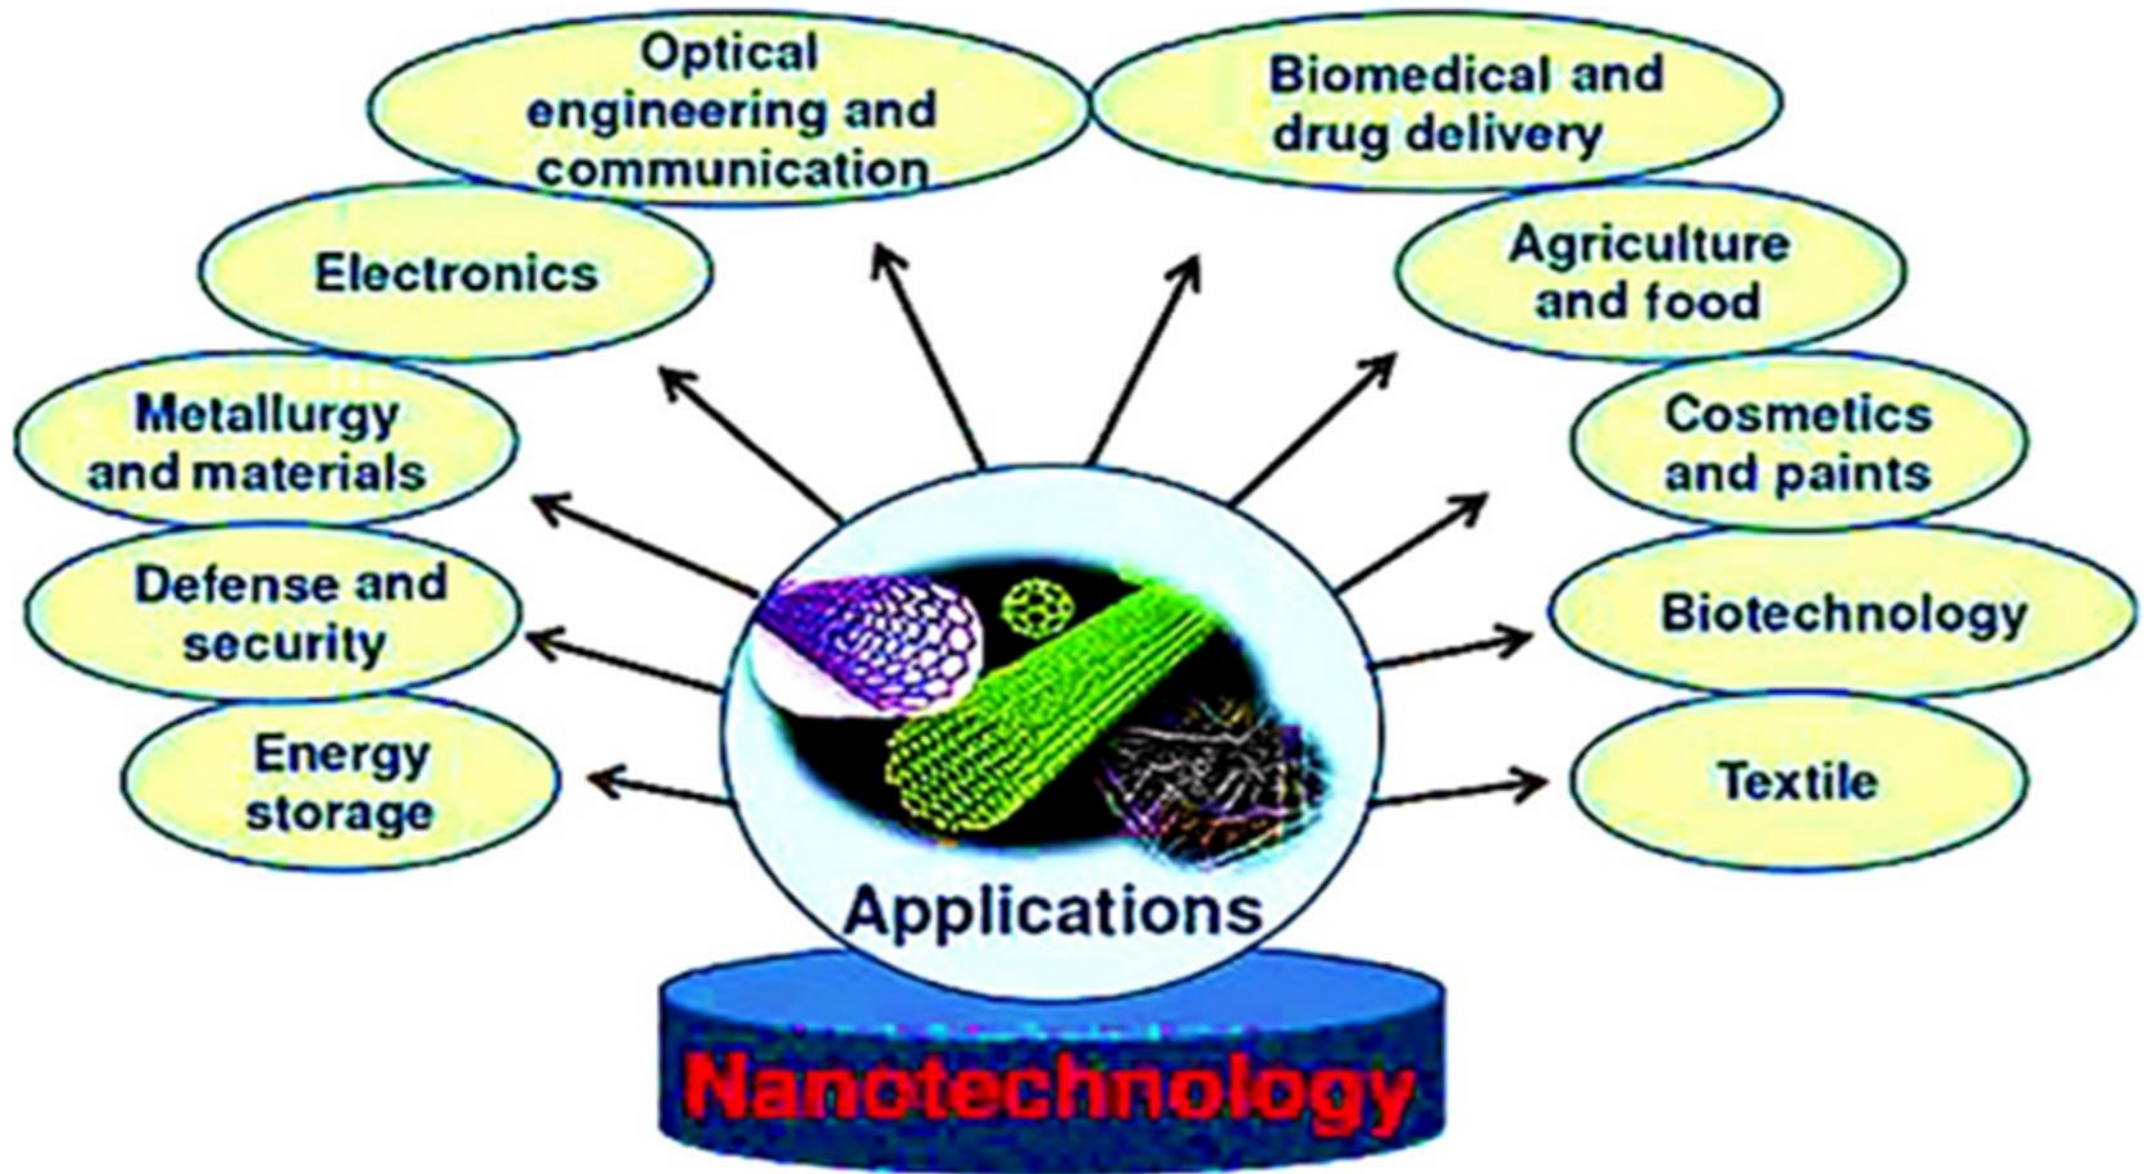 Optical
engineering and
communication
Biomedical and
drug delivery
Electronics
Agriculture
and food
Metallurgy
and materials
Cosmetics
and paints
Defense and
security
Biotechnology
Energy
storage
Textile
Applications
Nanotechnology